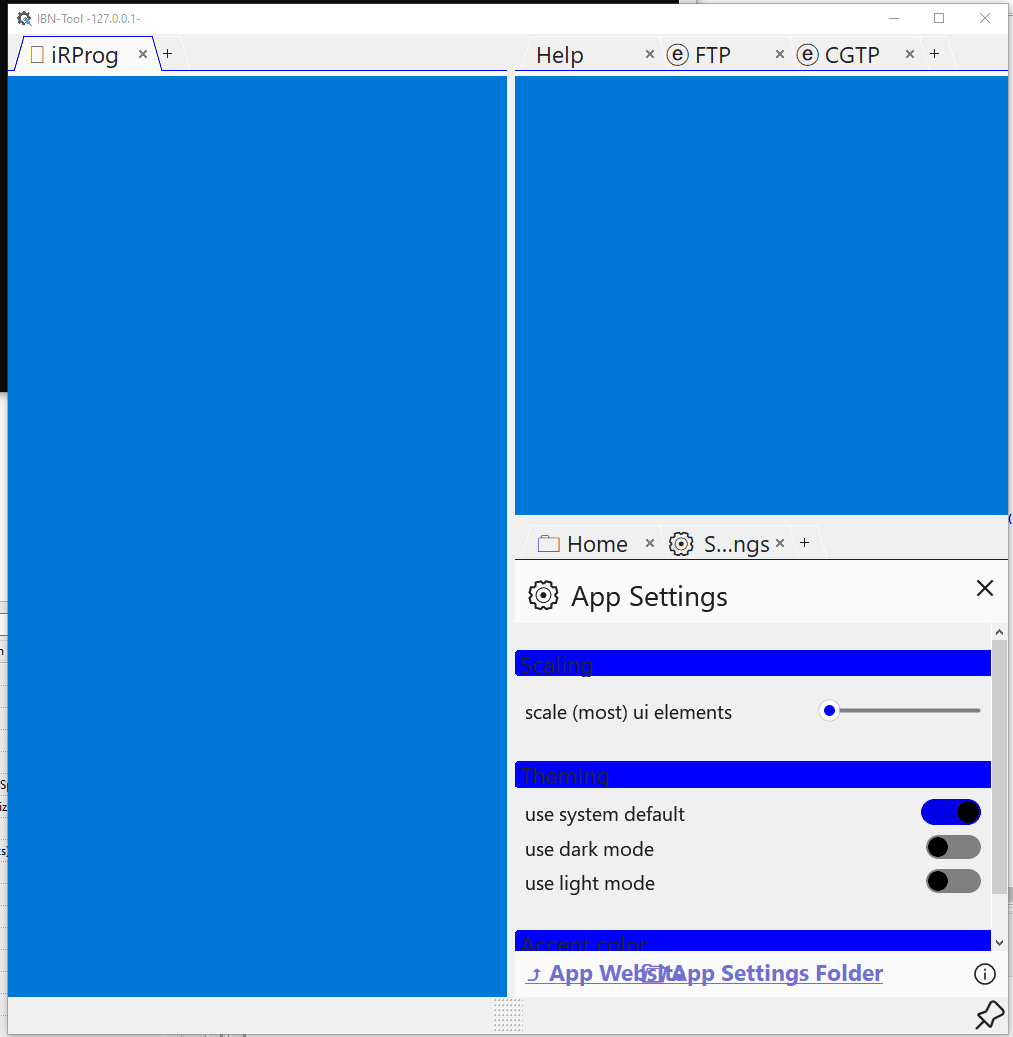 IBN-Tool -127.0.0.1-
iRProg
Help
FTP
CGTP
Home
S...ngs
App Settings
Scaling
scale (most) ui elements
Theming
use system default
use dark mode
use light mode
Accent color
App Website
App Settings Folder